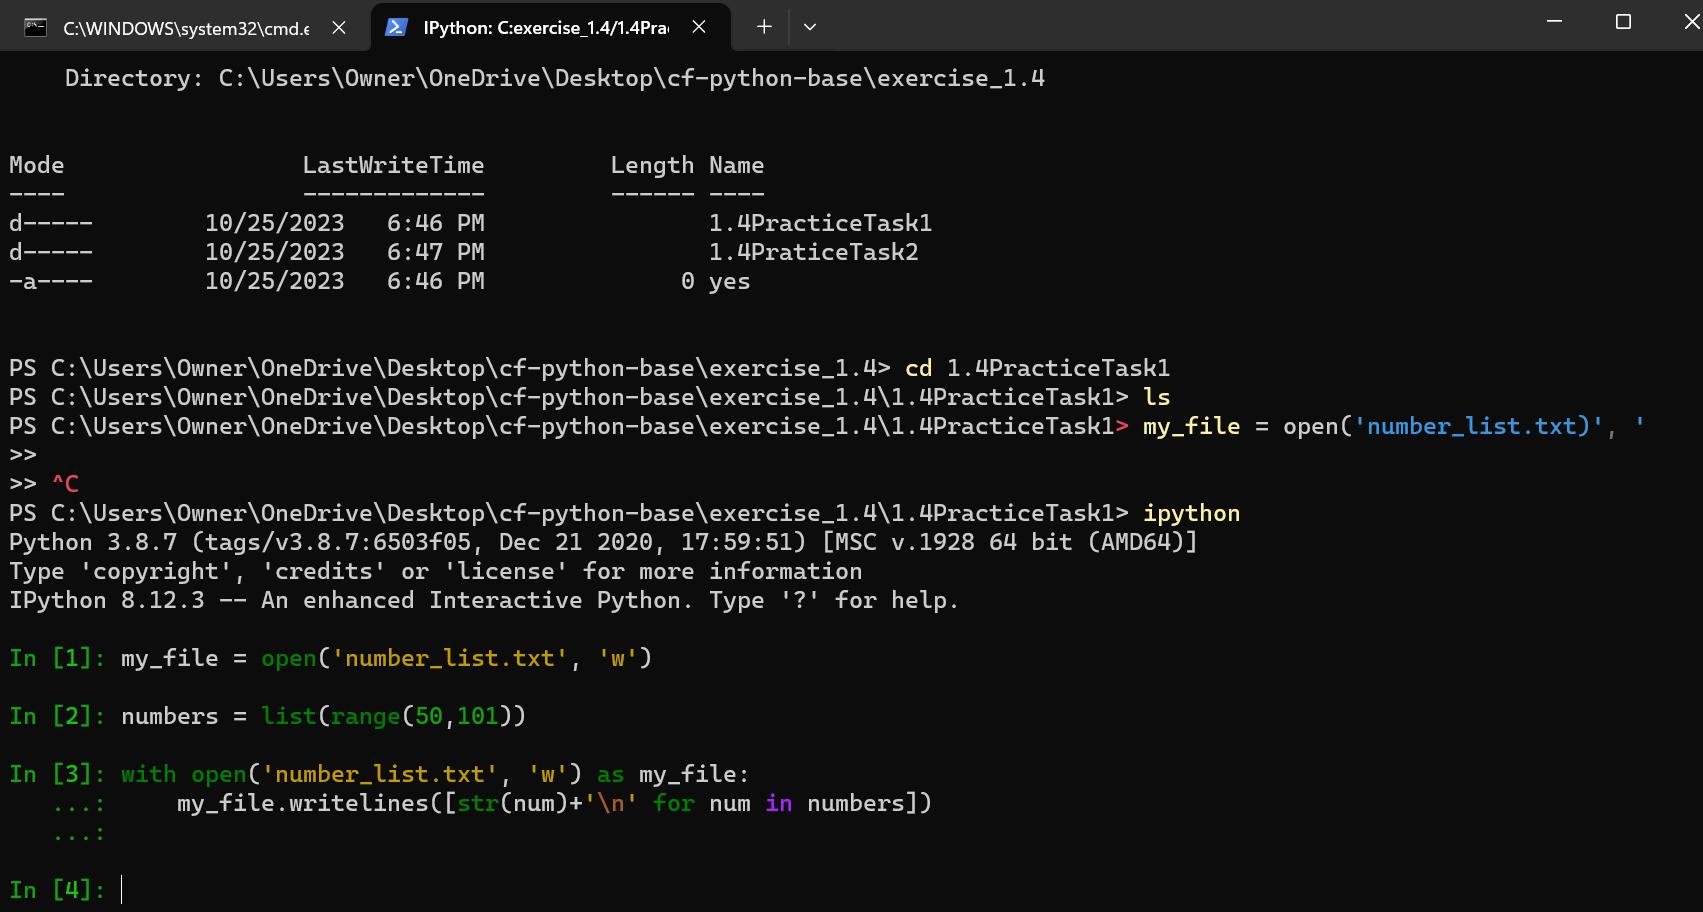 C:\WINDOWS\system32\cmd.e
IPython: C:exercise_1.4/1.4Pra
Directory: C:\Users\Owner\OneDrive\Desktop\cf-python-base\exercise_1.4
Mode                 LastWriteTime         Length Name
----                 -------------         ------ ----
d-----        10/25/2023   6:46 PM                1.4PracticeTask1
d-----        10/25/2023   6:47 PM                1.4PraticeTask2
-a----        10/25/2023   6:46 PM              0 yes
PS C:\Users\Owner\OneDrive\Desktop\cf-python-base\exercise_1.4> cd 1.4PracticeTask1
PS C:\Users\Owner\OneDrive\Desktop\cf-python-base\exercise_1.4\1.4PracticeTask1> ls
PS C:\Users\Owner\OneDrive\Desktop\cf-python-base\exercise_1.4\1.4PracticeTask1> my_file = open('number_list.txt)', '
>>
>> ^C
PS C:\Users\Owner\OneDrive\Desktop\cf-python-base\exercise_1.4\1.4PracticeTask1> ipython
Python 3.8.7 (tags/v3.8.7:6503f05, Dec 21 2020, 17:59:51) [MSC v.1928 64 bit (AMD64)]
Type 'copyright', 'credits' or 'license' for more information
IPython 8.12.3 -- An enhanced Interactive Python. Type '?' for help.
In [1]: my_file = open('number_list.txt', 'w')
In [2]: numbers = list(range(50,101))
In [3]: with open('number_list.txt', 'w') as my_file:
   ...:     my_file.writelines([str(num)+'\n' for num in numbers])
   ...:
In [4]: